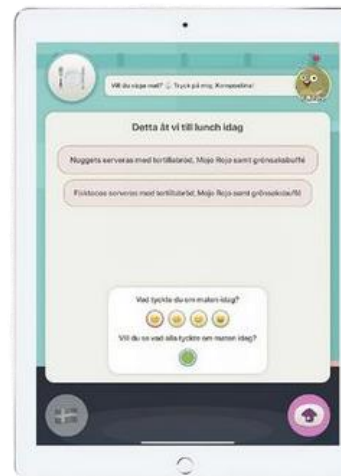 Vill du väga mat? Tryck på mig, Kompostina!
Detta åt vi till lunch idag
Nuggets serveras med tortillabröd, Mojo Rojo samt grönsaksbuffé
Fisktacos serveras med tortillabröd, Mojo Rojo samt grönsaksbuffé
Vad tyckte du om maten idag?
Vill du se vad alla tyckte om maten idag?